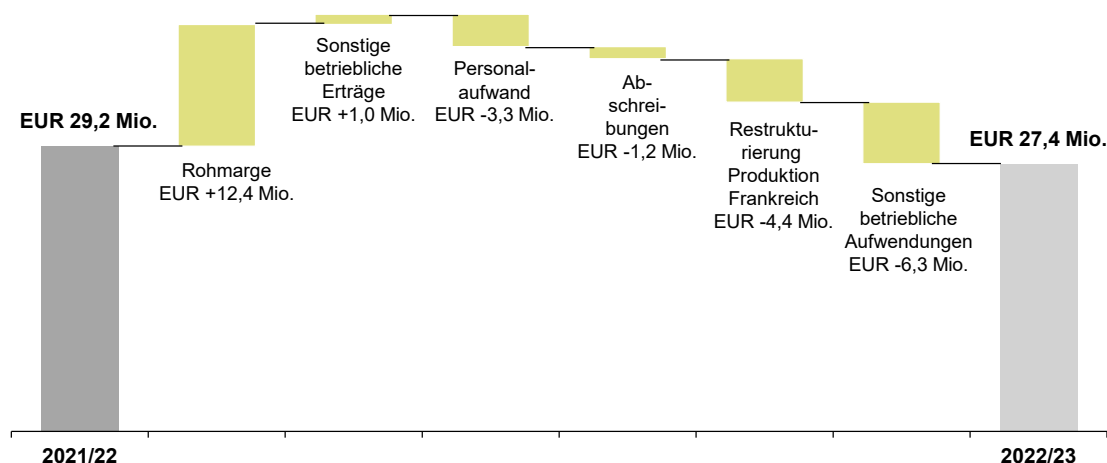 EUR 29,2 Mio.
Rohmarge
EUR +12,4 Mio.
Sonstige
betriebliche
Erträge
EUR +1,0 Mio.
Personal-
aufwand
EUR -3,3 Mio.
Ab-
schrei-
bungen
EUR -1,2 Mio.
Restruktu-
rierung
Produktion
Frankreich
EUR -4,4 Mio.
Sonstige
betriebliche
Aufwendungen
EUR -6,3 Mio.
EUR 27,4 Mio.
2021/22
2022/23